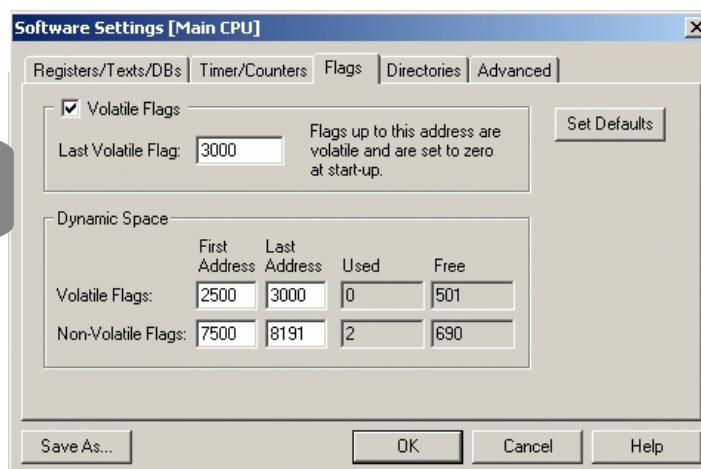 Software Settings [Main CPU]
Registers/Texts/DBs Timer/Counters Flags Directories Advanced
Volatile Flags
Set Defaults
Last Volatile Flag: 3000
Flags up to this address are
volatile and are set to zero
at start-up.
Dynamic Space
First Address Last Address Used Free
Volatile Flags: 2500 3000 0 501
Non-Volatile Flags: 7500 8191 2 690
Save As... OK Cancel Help